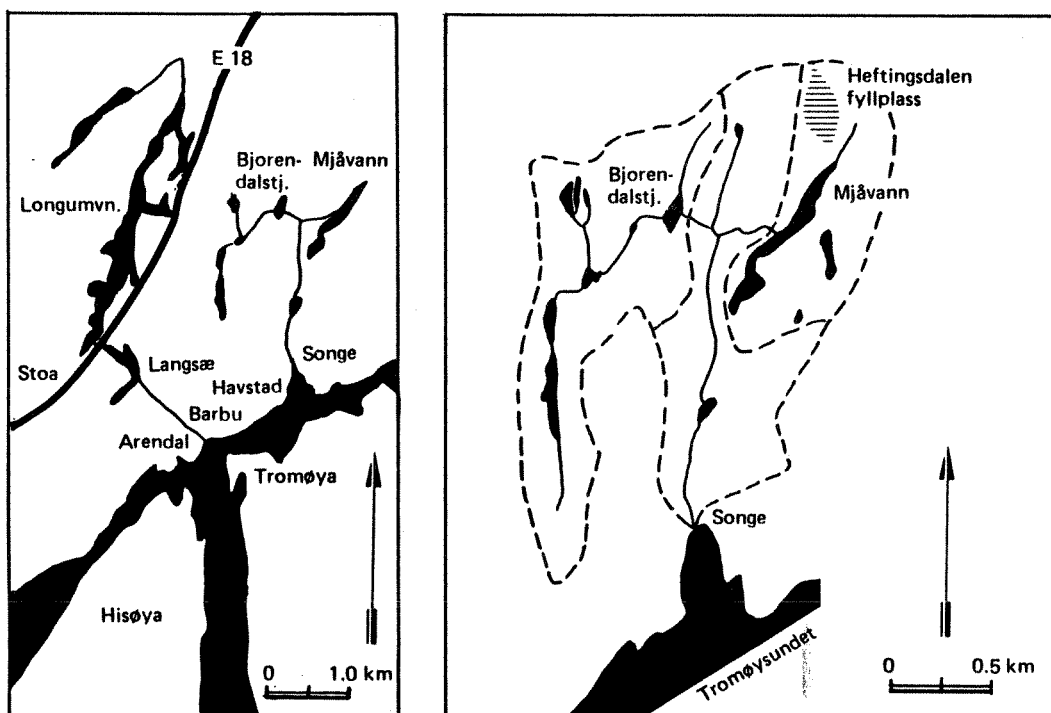 E 18
Bjoren-
dalstj.
Mjåvann
Longumvn.
Stoa
Langsæ
Songe
Havstad
Barbu
Arendal
Tromøya
Hisøya
0 1.0 km
Heftingsdalen
fyllplass
Bjoren-
dalstj.
Mjåvann
Songe
Tromøysundet
0 0.5 km